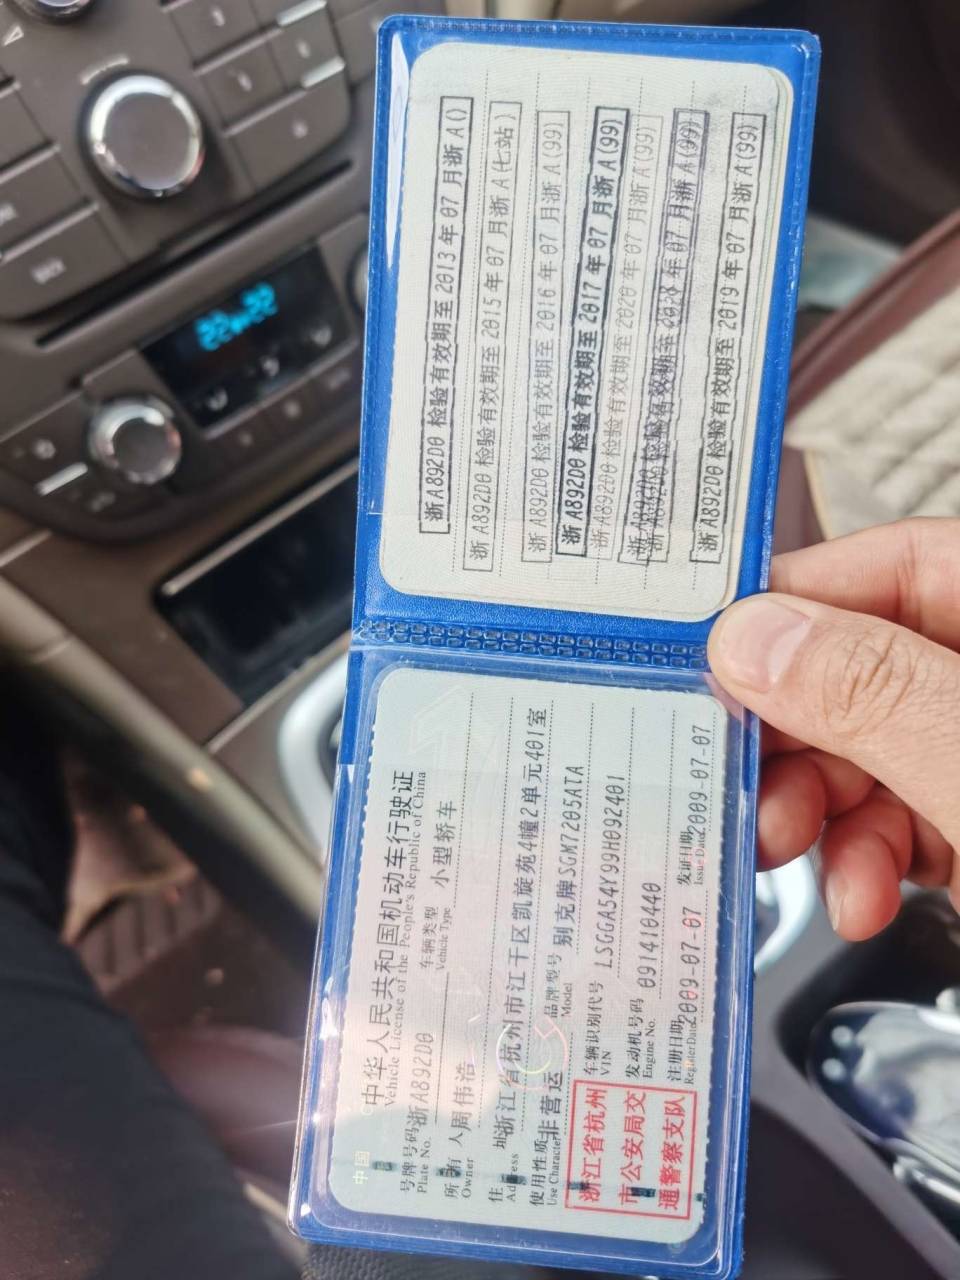 中华人民共和国机动车行驶证
Vehicle License of the People's Republic of China
号牌号码 浙A892D0 车辆类型 小型轿车
Plate No. Vehicle Type
所有人 周伟浩
Owner
住址 浙江省杭州市江干区凯旋苑4幢2单元401室
Address
使用性质 非营运 品牌型号 别克牌SGM7205ATA
Use Character Model
浙江省杭州
市公安局交
通警察支队
车辆识别代号 LSGGA54Y99H092401
VIN
发动机号码 091410440
Engine No.
注册日期 2009-07-07 发证日期 2009-07-07
Register Date Issue Date
浙A892D0 检验有效期至 2013年07月浙A()
浙A892D0 检验有效期至 2015年07月浙A(七站)
浙A892D0 检验有效期至 2016年07月浙A(99)
浙A892D0 检验有效期至 2017年07月浙A(99)
浙A892D0 检验有效期至 2020年07月浙A(99)
浙A892D0 检验有效期至 年07月浙A(99)
浙A892D0 检验有效期至 2019年07月浙A(99)